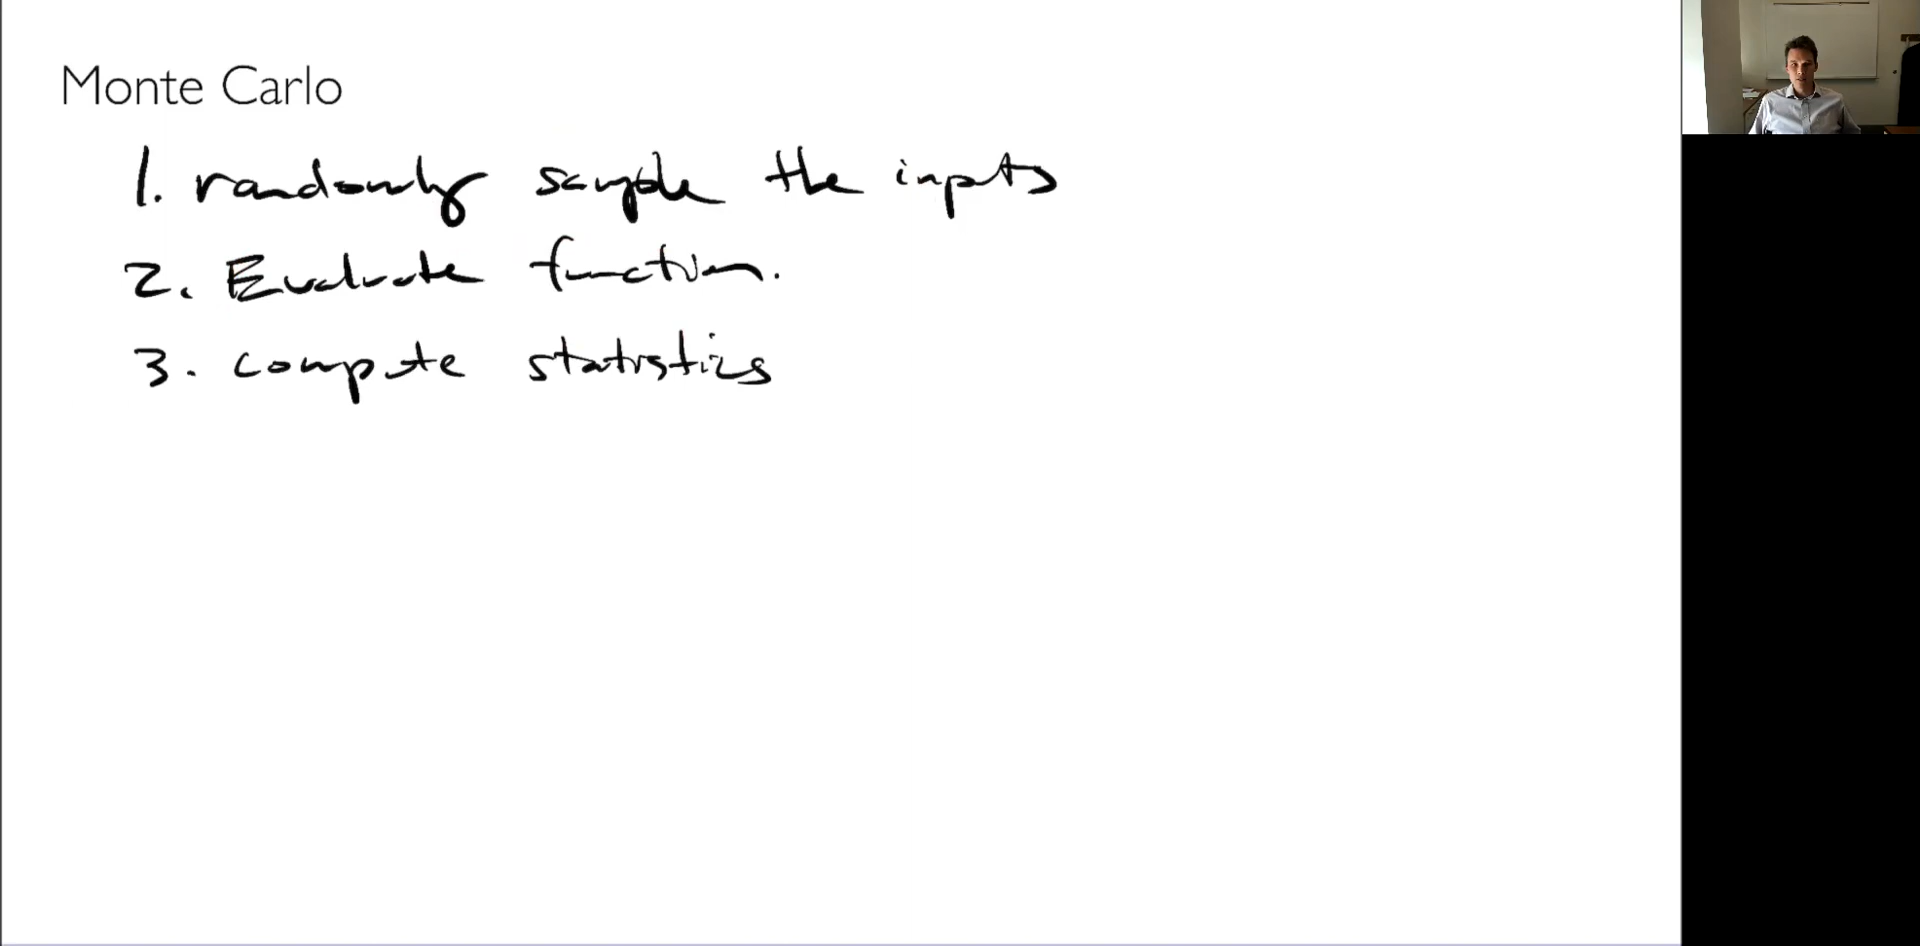 Monte Carlo
1. randomly sample the inputs
2. Evaluate function.
3. compute statistics